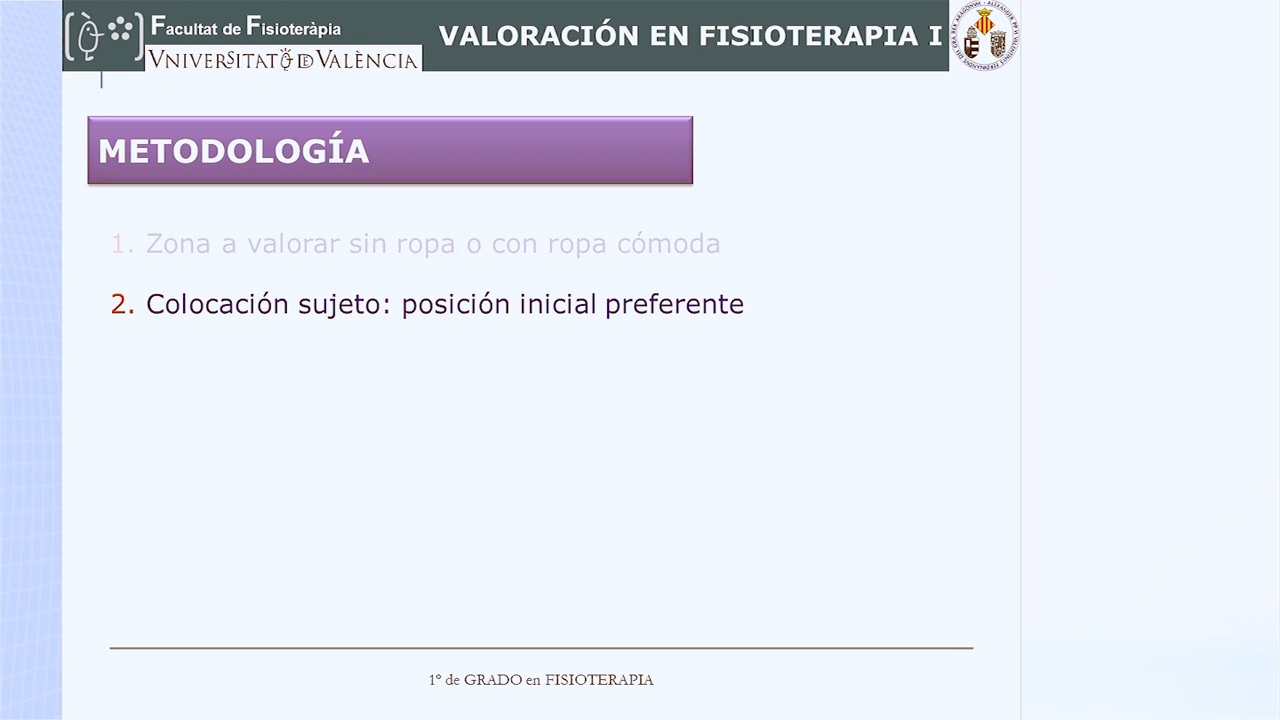 Facultat de Fisioteràpia
VNIVERSITAT DE VALÈNCIA
VALORACIÓN EN FISIOTERAPIA I
METODOLOGÍA
1. Zona a valorar sin ropa o con ropa cómoda
2. Colocación sujeto: posición inicial preferente
1º de GRADO en FISIOTERAPIA